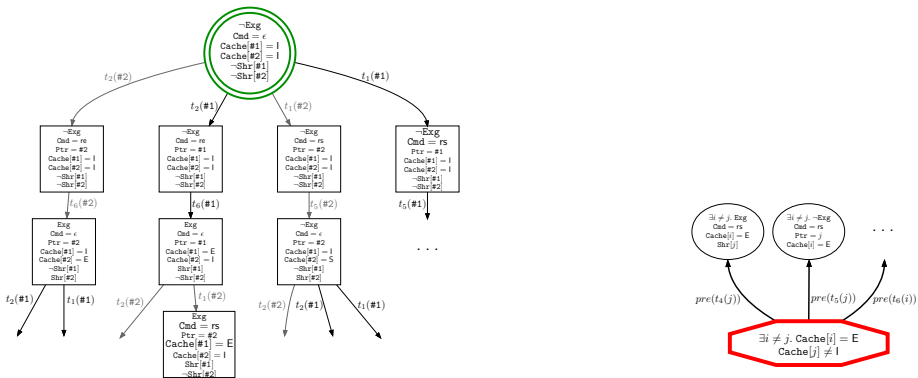 ¬Exg
Cmd = ϵ
Cache[#1] = I
Cache[#2] = I
¬Shr[#1]
¬Shr[#2]
t₂(#2)
t₂(#1)
t₁(#2)
t₁(#1)
¬Exg
Cmd = re
Ptr = #2
Cache[#1] = I
Cache[#2] = I
¬Shr[#1]
¬Shr[#2]
¬Exg
Cmd = re
Ptr = #1
Cache[#1] = I
Cache[#2] = I
¬Shr[#1]
¬Shr[#2]
¬Exg
Cmd = rs
Ptr = #2
Cache[#1] = I
Cache[#2] = I
¬Shr[#1]
¬Shr[#2]
¬Exg
Cmd = rs
Ptr = #1
Cache[#1] = I
Cache[#2] = I
¬Shr[#1]
¬Shr[#2]
t₆(#2)
t₆(#1)
t₅(#2)
t₅(#1)
Exg
Cmd = ϵ
Ptr = #2
Cache[#1] = I
Cache[#2] = E
¬Shr[#1]
Shr[#2]
Exg
Cmd = ϵ
Ptr = #1
Cache[#1] = E
Cache[#2] = I
Shr[#1]
¬Shr[#2]
¬Exg
Cmd = ϵ
Ptr = #2
Cache[#1] = I
Cache[#2] = S
¬Shr[#1]
Shr[#2]
. . .
t₂(#1)
t₁(#1)
t₂(#2)
t₁(#2)
t₂(#2)
t₂(#1)
t₁(#1)
Exg
Cmd = rs
Ptr = #2
Cache[#1] = E
Cache[#2] = I
Shr[#1]
¬Shr[#2]
∃i ≠ j. Exg
Cmd = rs
Cache[i] = E
Shr[j]
∃i ≠ j. ¬Exg
Cmd = rs
Ptr = j
Cache[i] = E
. . .
pre(t₄(j))
pre(t₅(j))
pre(t₆(i))
∃i ≠ j. Cache[i] = E
Cache[j] ≠ I